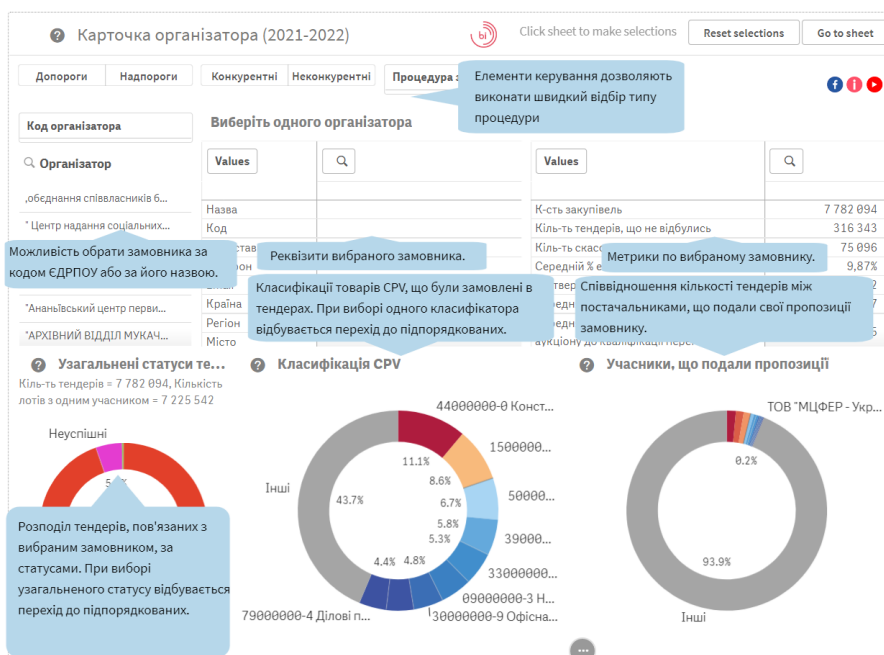 Карточка організатора (2021-2022)
bi
Click sheet to make selections
Reset selections
Go to sheet
Допороги
Надпороги
Конкурентні
Неконкурентні
Процедура з
Елементи керування дозволяють
виконати швидкий відбір типу
процедури
Код організатора
Виберіть одного організатора
Організатор
Values
Values
,обєднання співвласників б...
" Центр надання соціальних...
Назва
Код
К-сть закупівель 7 782 094
Кіль-ть тендерів, що не відбулись 316 343
Кіль-ть скасо 75 096
Середній % е 9,87%
Можливість обрати замовника за
кодом ЄДРПОУ або за його назвою.
Реквізити вибраного замовника.
Метрики по вибраному замовнику.
Класифікації товарів CPV, що були замовлені в
тендерах. При виборі одного класифікатора
відбувається перехід до підпорядкованих.
Співвідношення кількості тендерів між
постачальниками, що подали свої пропозиції
замовнику.
"Ананьївський центр перви...
"АРХІВНИЙ ВІДДІЛ МУКАЧ...
Країна
Регіон
Місто
Узагальнені статуси те...
Кіль-ть тендерів = 7 782 094, Кількість
лотів з одним учасником = 7 225 542
Неуспішні
Розподіл тендерів, пов'язаних з
вибраним замовником, за
статусами. При виборі
узагальненого статусу відбувається
перехід до підпорядкованих.
Класифікація CPV
44000000-0 Конст...
1500000...
50000...
39000...
33000000...
09000000-3 Н...
30000000-9 Офісна...
79000000-4 Ділові п...
Інші
11.1%
8.6%
6.7%
5.8%
5.3%
4.8%
4.4%
43.7%
Учасники, що подали пропозиції
ТОВ "МЦФЕР - Укр...
0.2%
93.9%
Інші